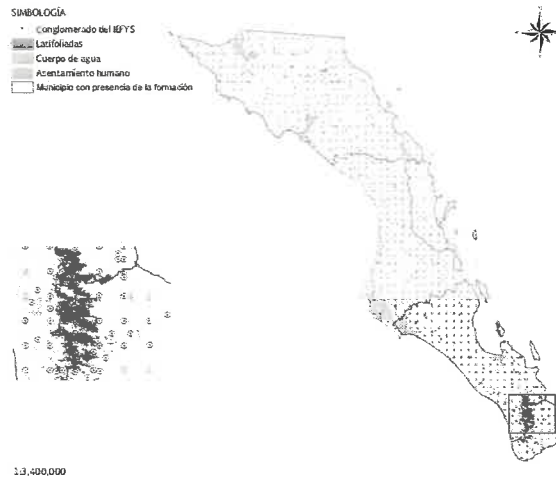 SIMBOLOGÍA
Conglomerado del IEFYS
Latifoliadas
Cuerpo de agua
Asentamiento humano
Municipio con presencia de la formación
1:3,400,000